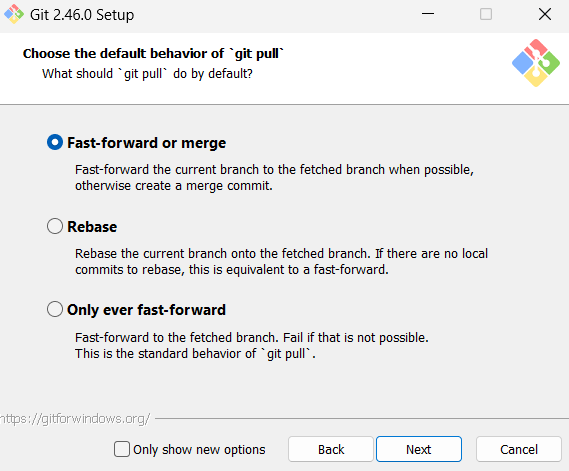 Git 2.46.0 Setup
Choose the default behavior of `git pull`
What should `git pull` do by default?
Fast-forward or merge
Fast-forward the current branch to the fetched branch when possible,
otherwise create a merge commit.
Rebase
Rebase the current branch onto the fetched branch. If there are no local
commits to rebase, this is equivalent to a fast-forward.
Only ever fast-forward
Fast-forward to the fetched branch. Fail if that is not possible.
This is the standard behavior of `git pull`.
https://gitforwindows.org/
Only show new options
Back
Next
Cancel